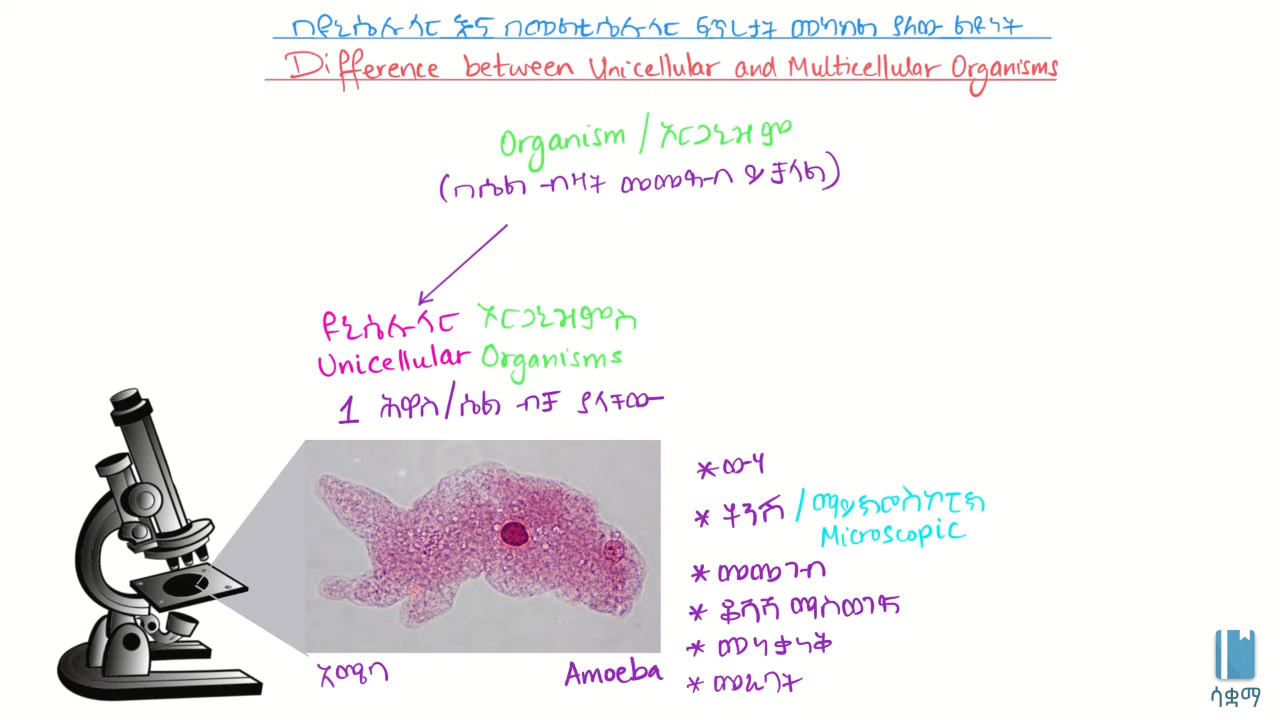 በዩኒሴሉላር እና በመልቲሴሉላር ፍጥረታት መካከል ያለው ልዩነት
Difference between Unicellular and Multicellular Organisms
Organism / ኦርጋኒዝም
(በሴል ብዛት መመደብ ይቻላል)
ዩኒሴሉላር ኦርጋኒዝምስ
Unicellular Organisms
1 ሕዋስ/ሴል ብቻ ያላቸው
*ውሃ
* ትንሽ / ማይክሮስኮፒክ
Microscopic
* መመገብ
* ቆሻሻ ማስወገድ
* መነቃነቅ
* መራባት
አሜባ
Amoeba
ሳቋማ